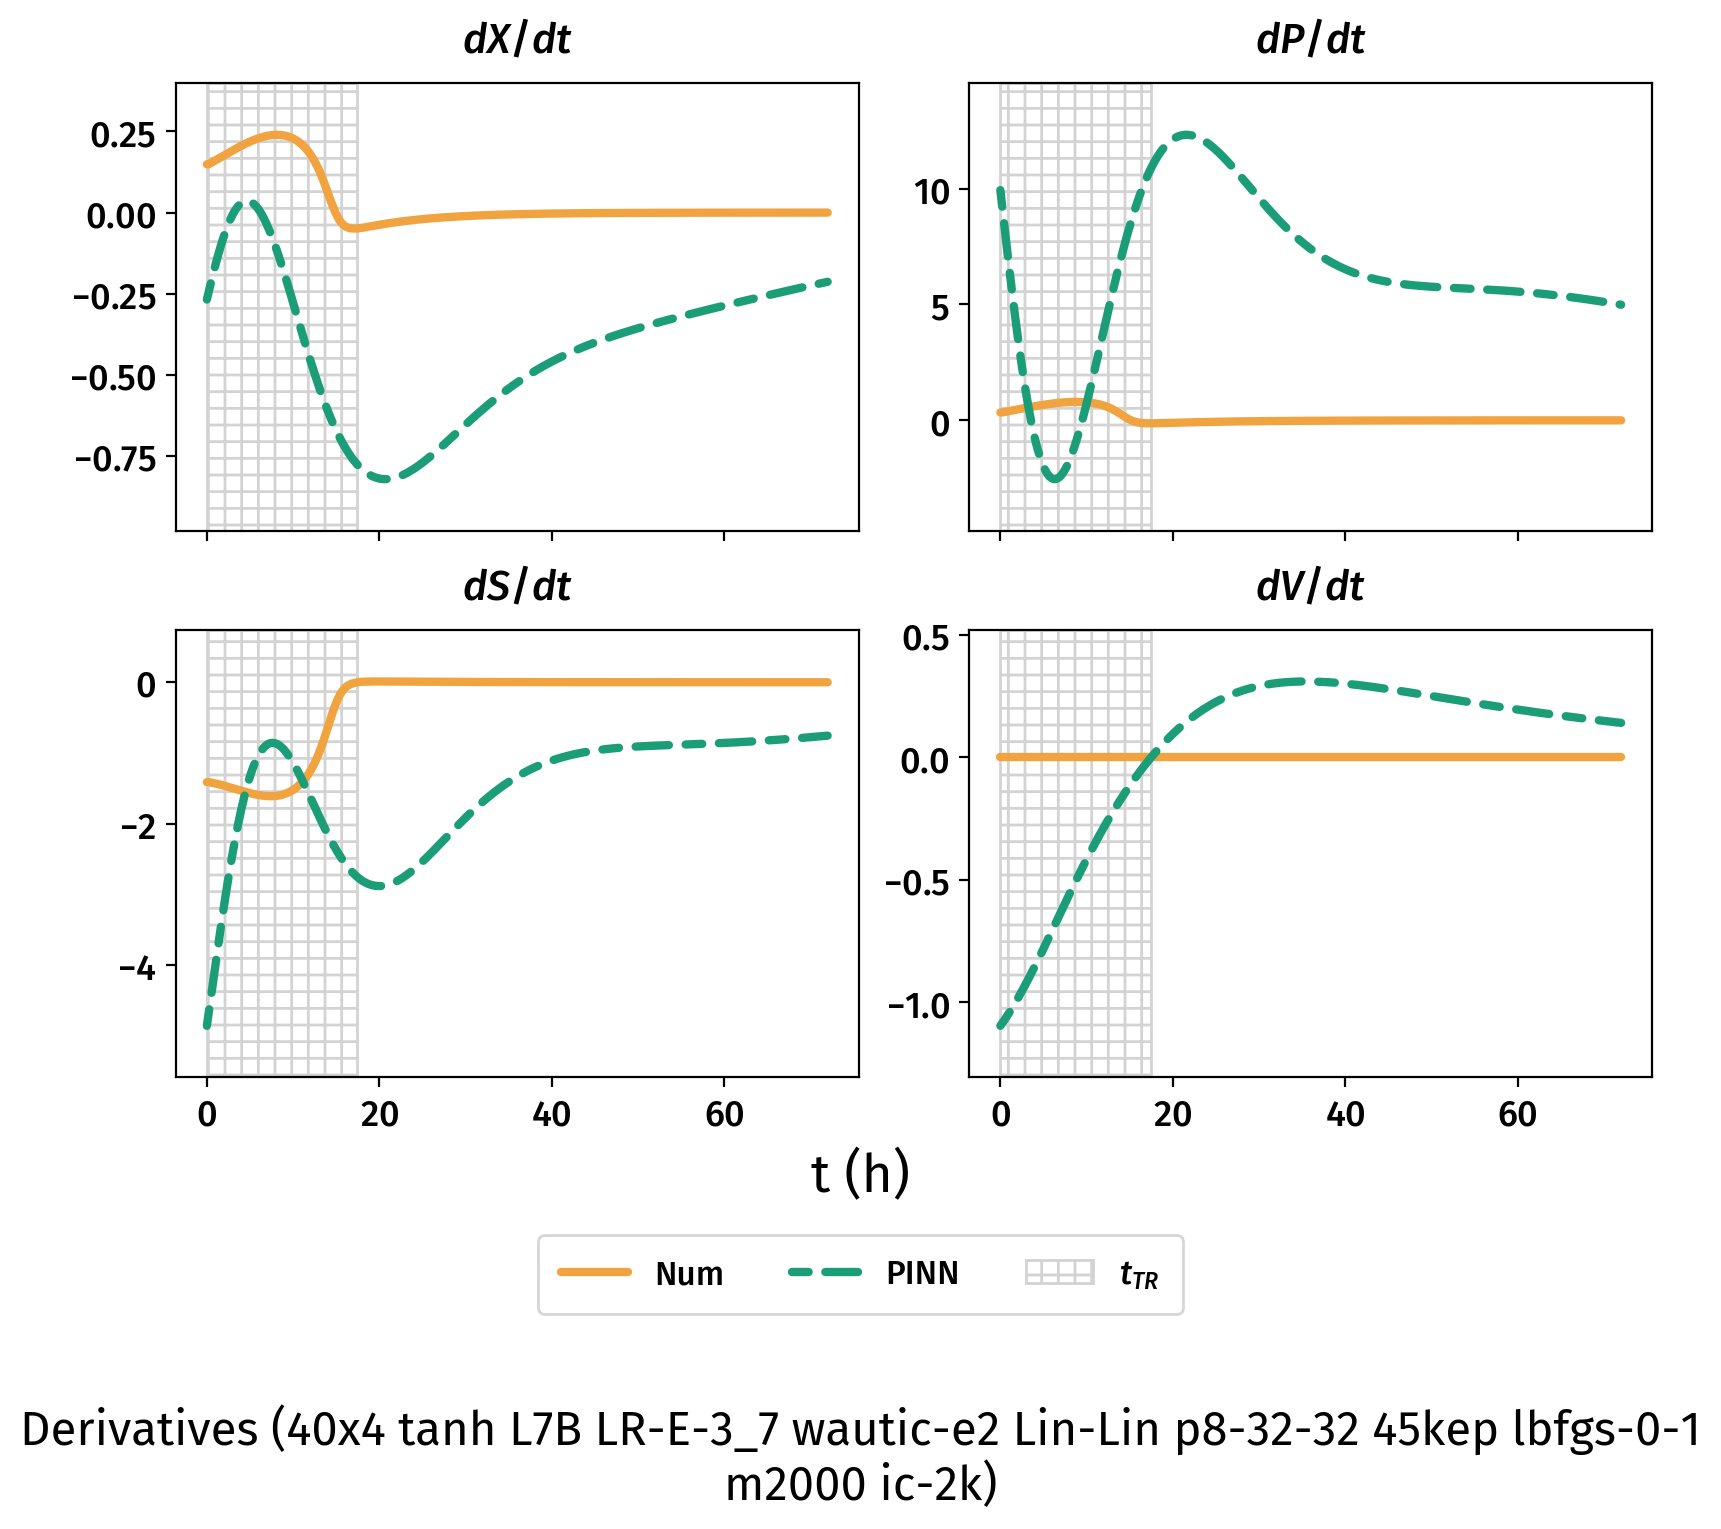 dX/dt
dP/dt
0.25
0.00
−0.25
−0.50
−0.75
10
5
0
dS/dt
dV/dt
0
−2
−4
0.5
0.0
−0.5
−1.0
0 20 40 60
0 20 40 60
t (h)
Num PINN t_TR
Derivatives (40x4 tanh L7B LR-E-3_7 wautic-e2 Lin-Lin p8-32-32 45kep lbfgs-0-1
m2000 ic-2k)